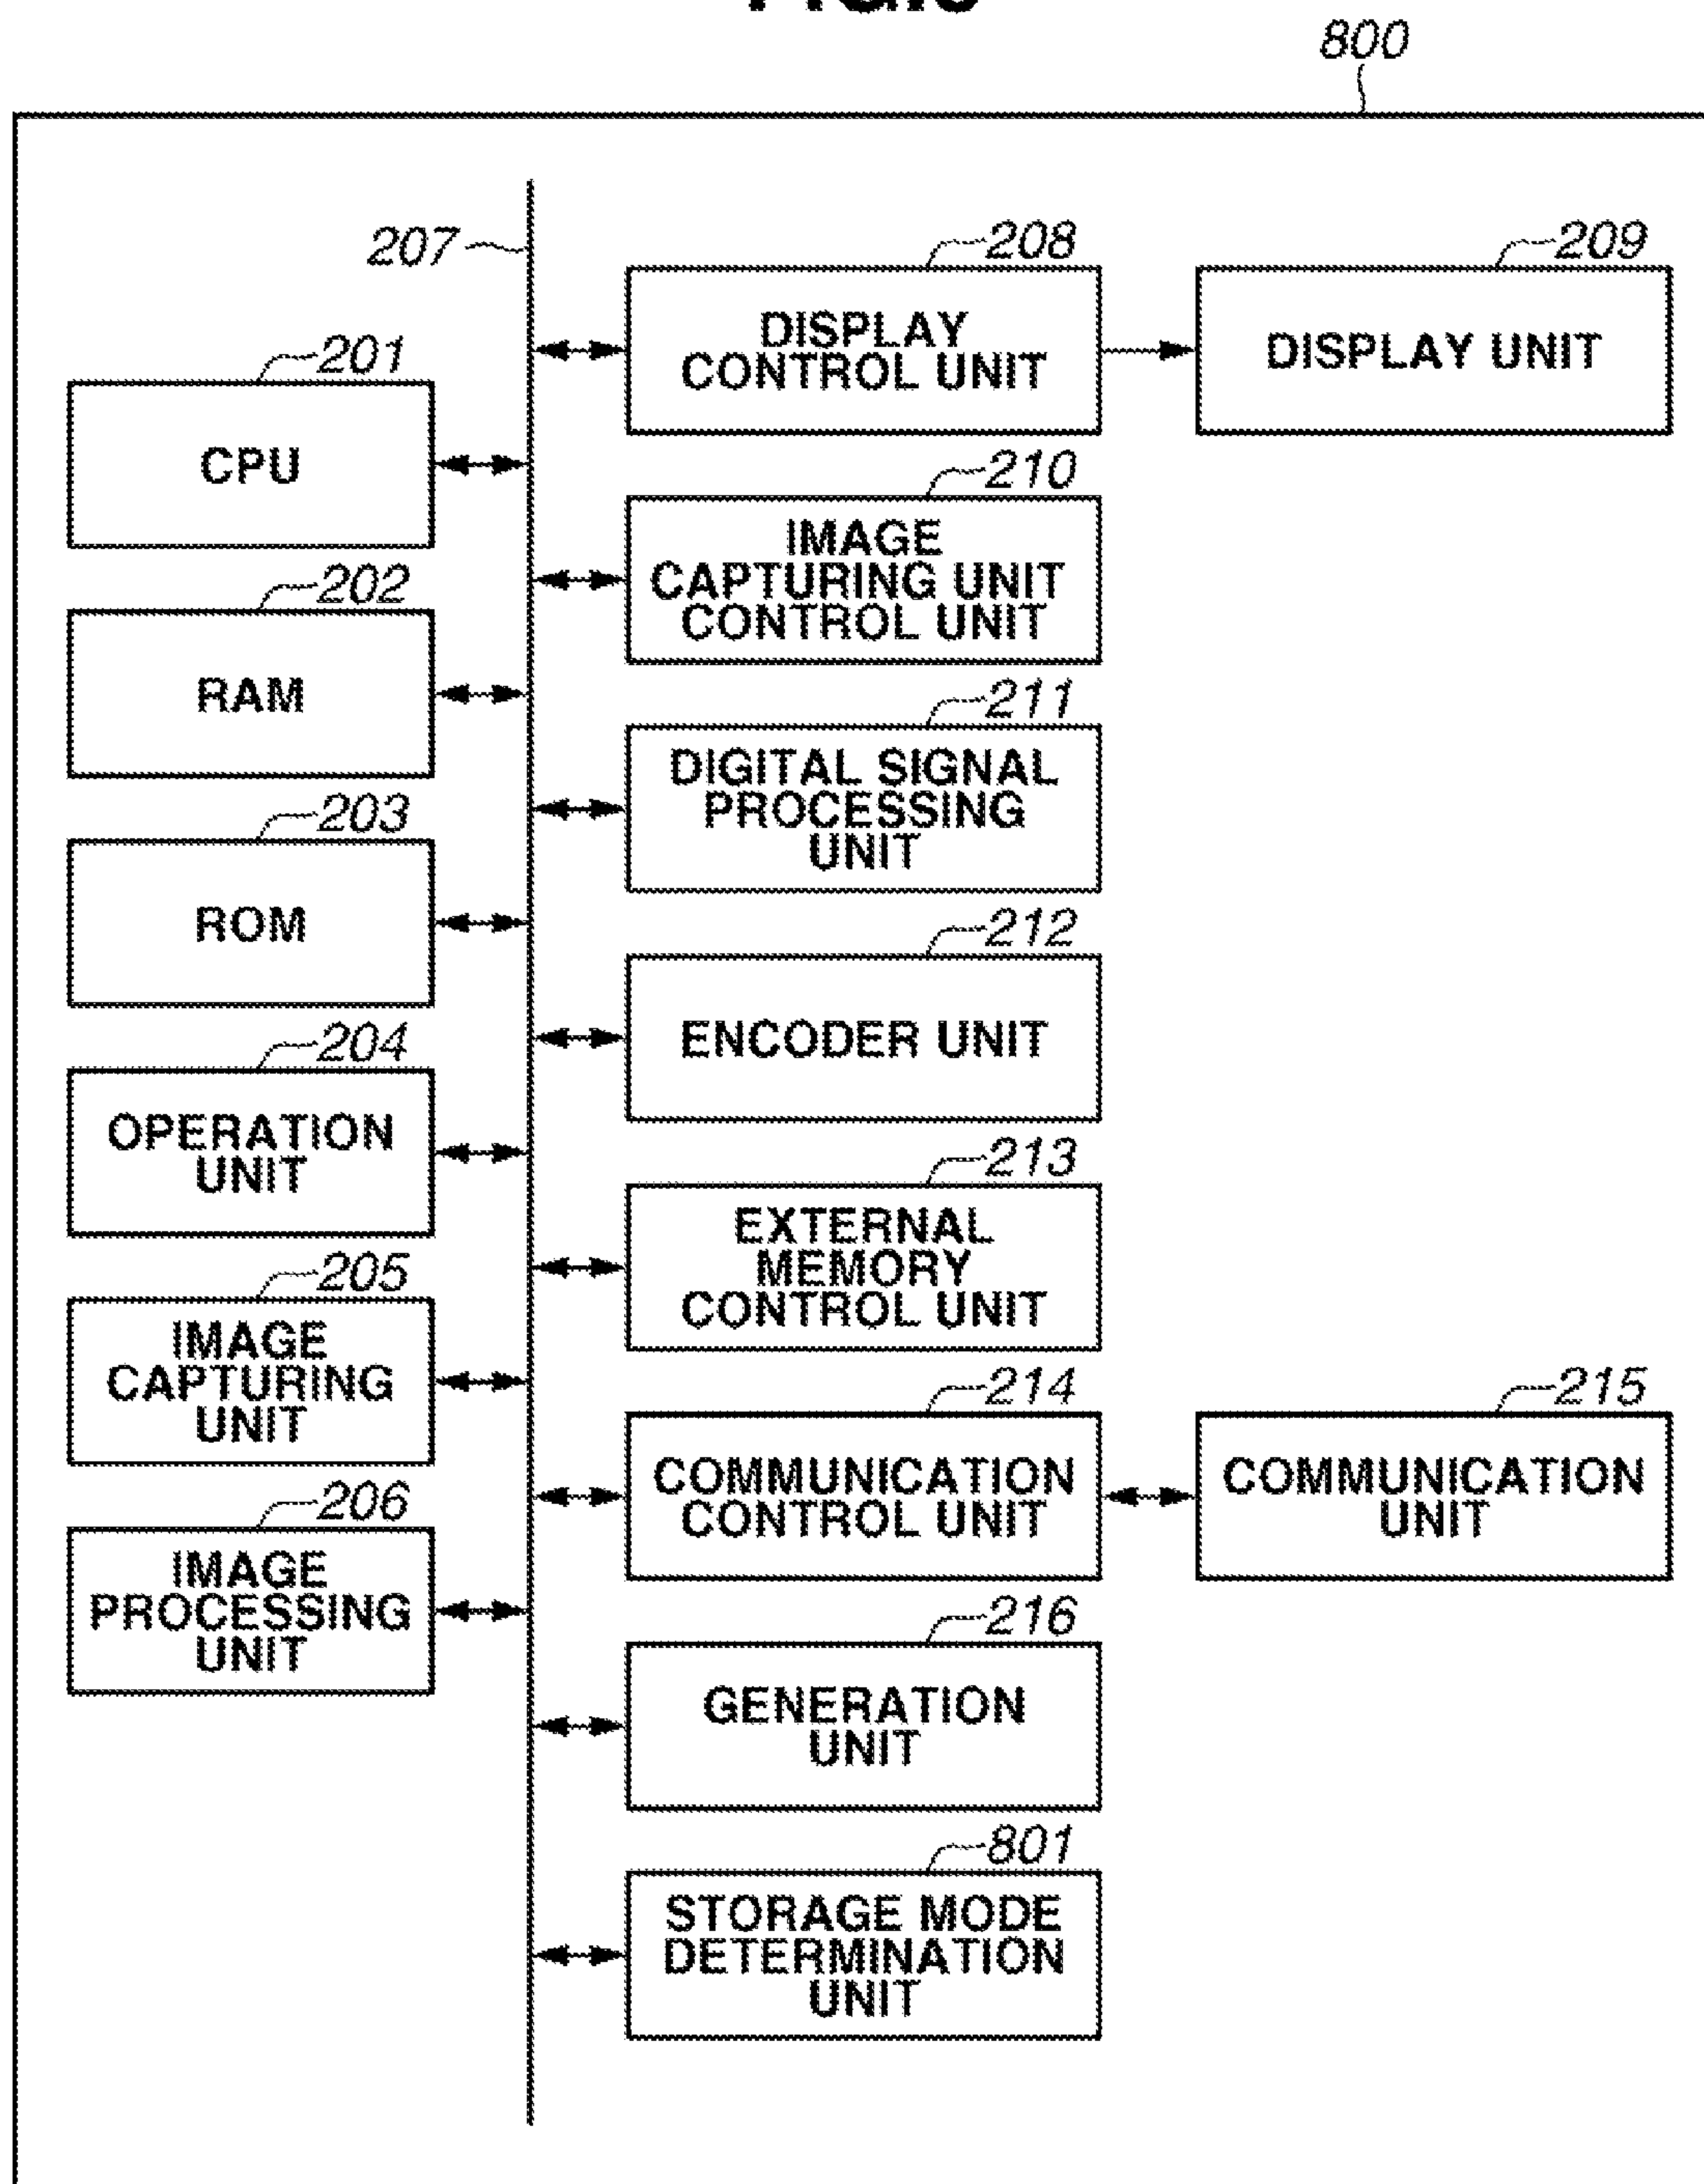 800
207
208
DISPLAY
CONTROL UNIT
209
DISPLAY UNIT
201
CPU
210
IMAGE
CAPTURING UNIT
CONTROL UNIT
202
RAM
211
DIGITAL SIGNAL
PROCESSING
UNIT
203
ROM
212
ENCODER UNIT
204
OPERATION
UNIT
213
EXTERNAL
MEMORY
CONTROL UNIT
205
IMAGE
CAPTURING
UNIT
214
COMMUNICATION
CONTROL UNIT
215
COMMUNICATION
UNIT
206
IMAGE
PROCESSING
UNIT
216
GENERATION
UNIT
801
STORAGE MODE
DETERMINATION
UNIT